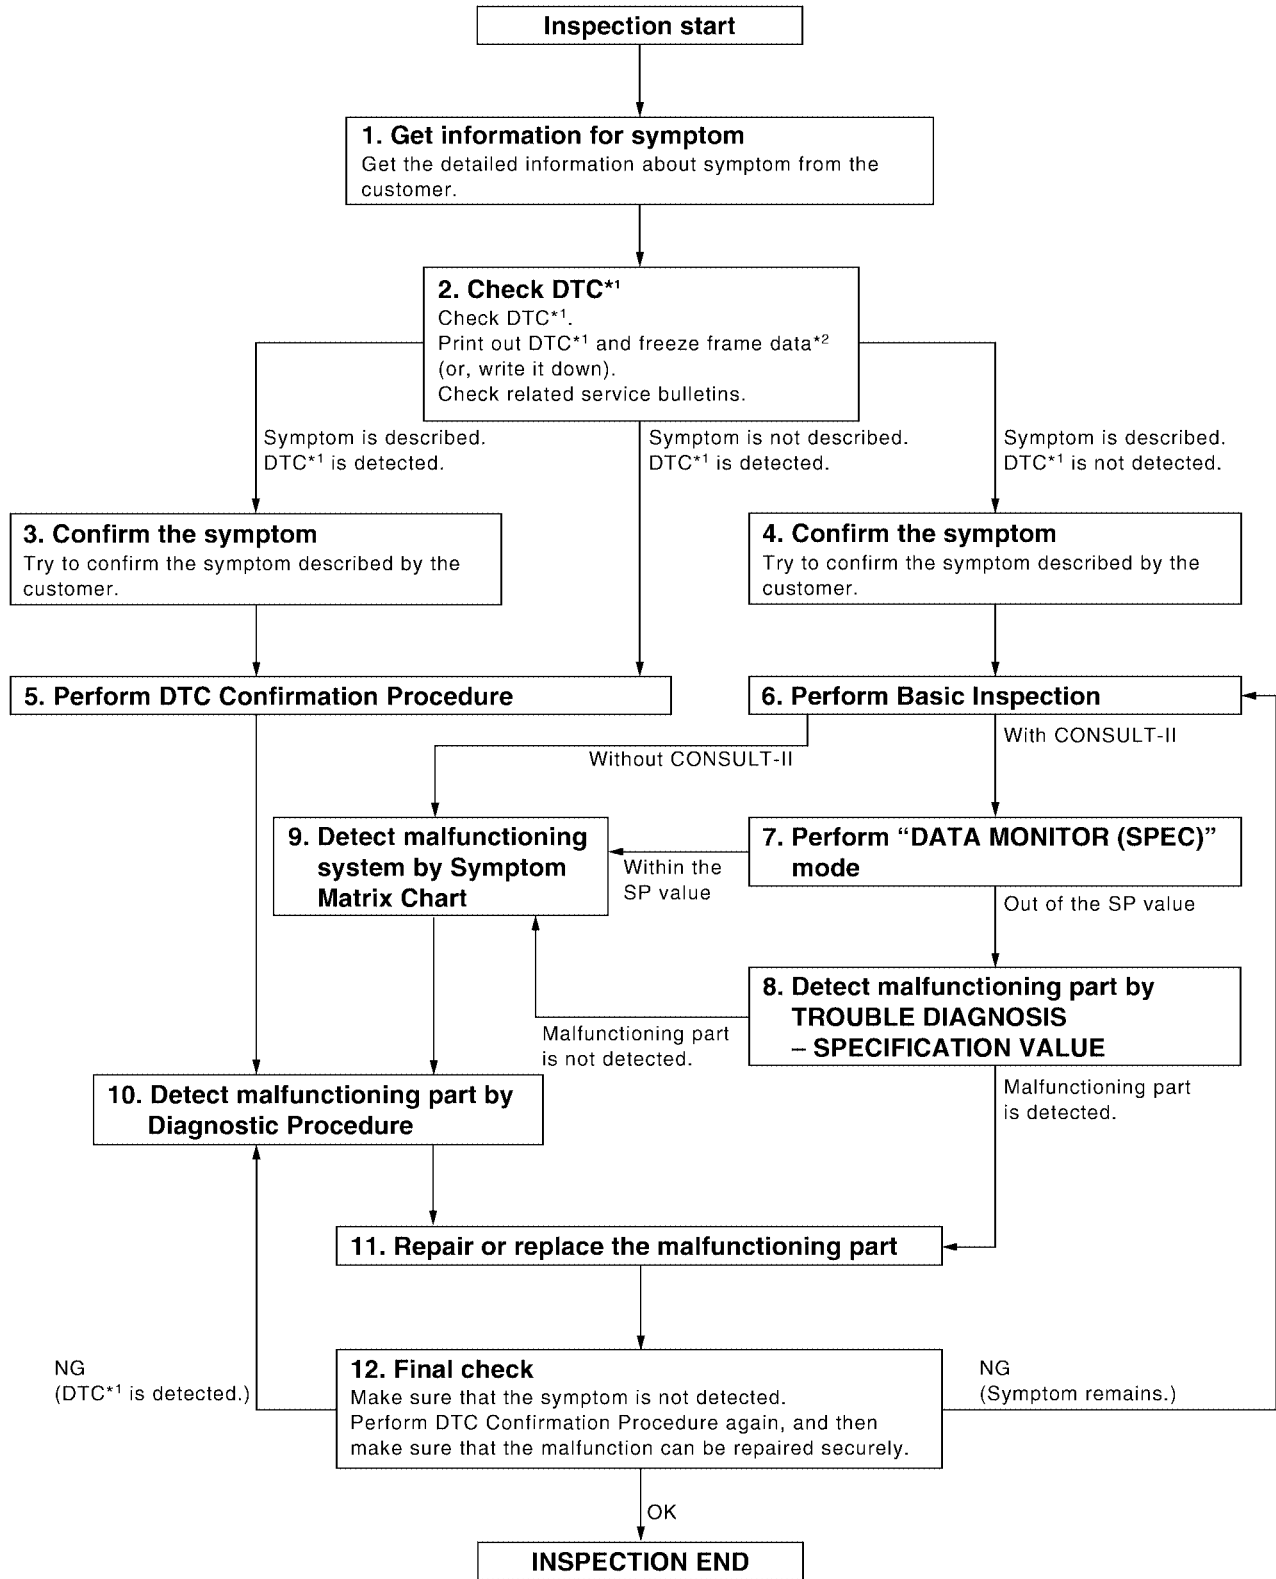 Inspection start
1. Get information for symptom
Get the detailed information about symptom from the
customer.
2. Check DTC*1
Check DTC*1.
Print out DTC*1 and freeze frame data*2
(or, write it down).
Check related service bulletins.
Symptom is described.
DTC*1 is detected.
Symptom is not described.
DTC*1 is detected.
Symptom is described.
DTC*1 is not detected.
3. Confirm the symptom
Try to confirm the symptom described by the
customer.
4. Confirm the symptom
Try to confirm the symptom described by the
customer.
5. Perform DTC Confirmation Procedure
6. Perform Basic Inspection
Without CONSULT-II
With CONSULT-II
9. Detect malfunctioning
system by Symptom
Matrix Chart
Within the
SP value
7. Perform “DATA MONITOR (SPEC)”
mode
Out of the SP value
8. Detect malfunctioning part by
TROUBLE DIAGNOSIS
– SPECIFICATION VALUE
Malfunctioning part
is not detected.
Malfunctioning part
is detected.
10. Detect malfunctioning part by
Diagnostic Procedure
11. Repair or replace the malfunctioning part
NG
(DTC*1 is detected.)
12. Final check
Make sure that the symptom is not detected.
Perform DTC Confirmation Procedure again, and then
make sure that the malfunction can be repaired securely.
NG
(Symptom remains.)
OK
INSPECTION END